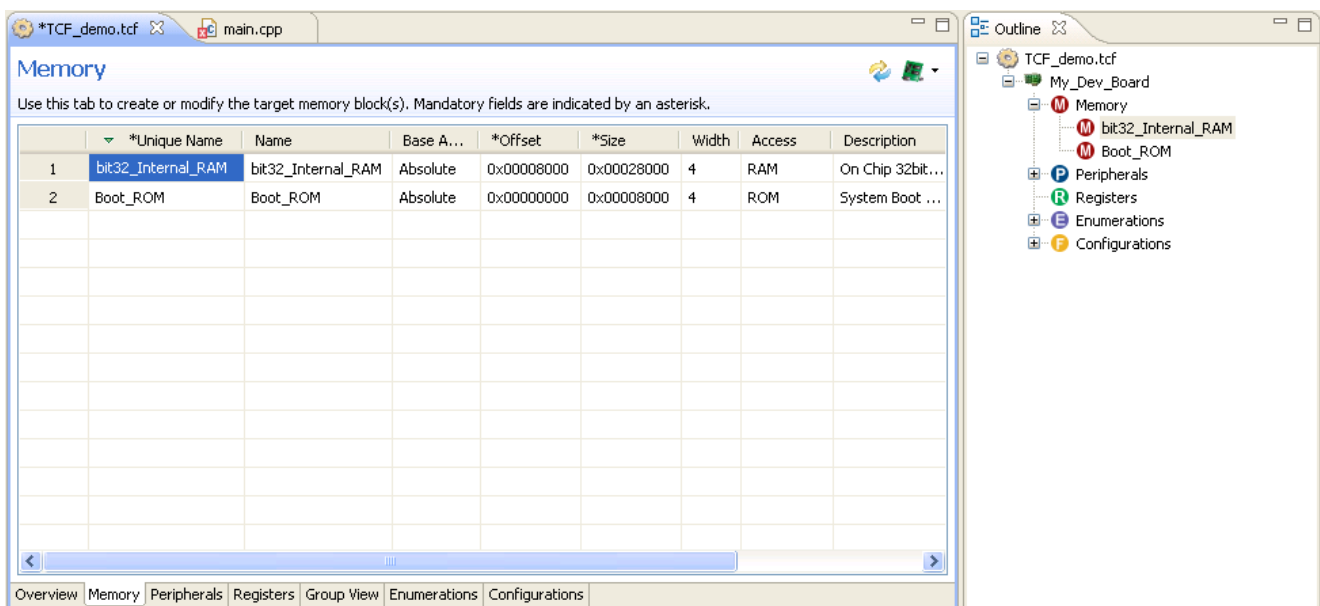 *TCF_demo.tcf main.cpp
Memory
Use this tab to create or modify the target memory block(s). Mandatory fields are indicated by an asterisk.
*Unique Name Name Base A... *Offset *Size Width Access Description
1 bit32_Internal_RAM bit32_Internal_RAM Absolute 0x00008000 0x00028000 4 RAM On Chip 32bit...
2 Boot_ROM Boot_ROM Absolute 0x00000000 0x00008000 4 ROM System Boot ...
Overview Memory Peripherals Registers Group View Enumerations Configurations
Outline
TCF_demo.tcf
My_Dev_Board
M Memory
M bit32_Internal_RAM
M Boot_ROM
P Peripherals
R Registers
E Enumerations
F Configurations